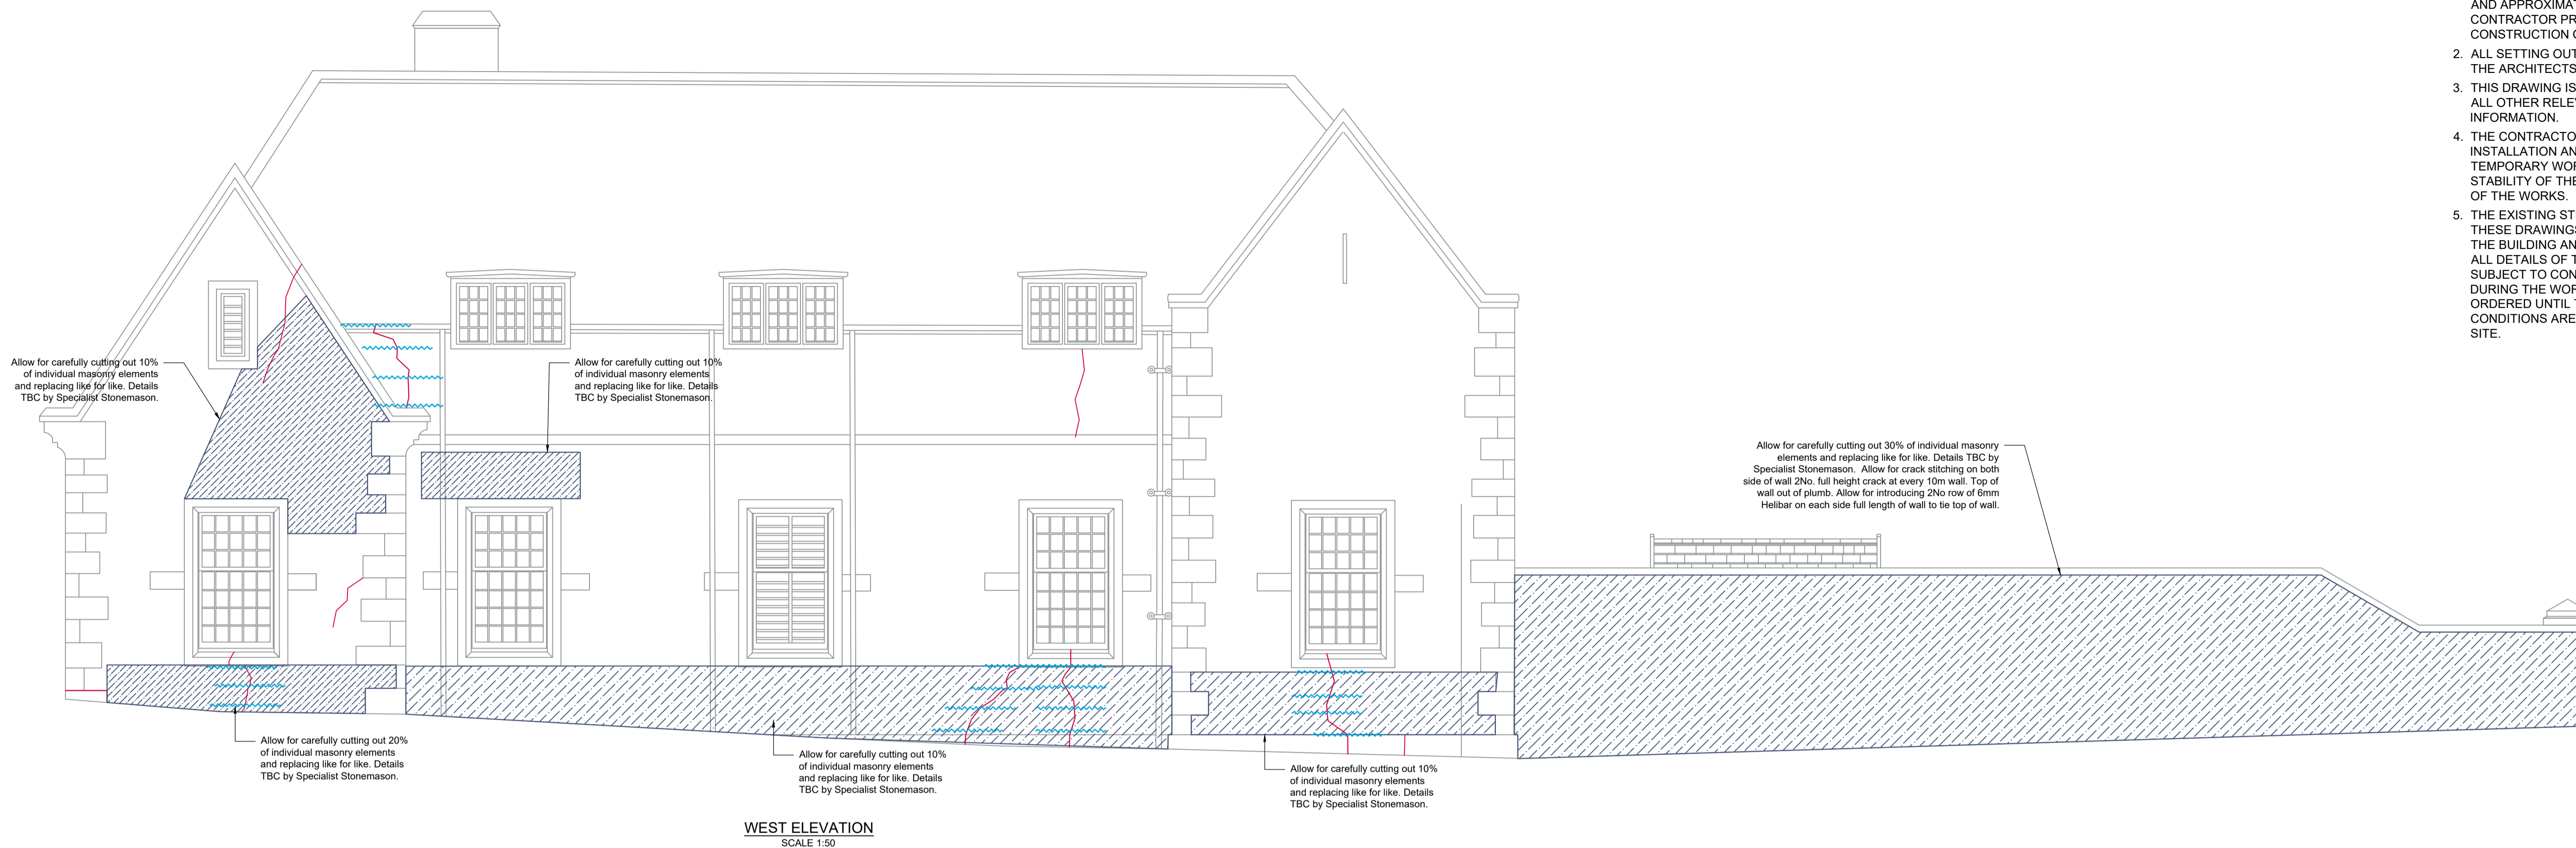 Allow for carefully cutting out 10%
of individual masonry elements
and replacing like for like. Details
TBC by Specialist Stonemason.
Allow for carefully cutting out 10%
of individual masonry elements
and replacing like for like. Details
TBC by Specialist Stonemason.
Allow for carefully cutting out 30% of individual masonry
elements and replacing like for like. Details TBC by
Specialist Stonemason. Allow for crack stitching on both
side of wall 2No. full height crack at every 10m wall. Top of
wall out of plumb. Allow for introducing 2No row of 6mm
Helibar on each side full length of wall to tie top of wall.
Allow for carefully cutting out 20%
of individual masonry elements
and replacing like for like. Details
TBC by Specialist Stonemason.
Allow for carefully cutting out 10%
of individual masonry elements
and replacing like for like. Details
TBC by Specialist Stonemason.
Allow for carefully cutting out 10%
of individual masonry elements
and replacing like for like. Details
TBC by Specialist Stonemason.
WEST ELEVATION
SCALE 1:50
AND APPROXIMAT
CONTRACTOR PR
CONSTRUCTION
2. ALL SETTING OUT
THE ARCHITECTS
3. THIS DRAWING IS
ALL OTHER RELE
INFORMATION.
4. THE CONTRACTO
INSTALLATION AN
TEMPORARY WOR
STABILITY OF THE
OF THE WORKS.
5. THE EXISTING ST
THESE DRAWINGS
THE BUILDING AN
ALL DETAILS OF T
SUBJECT TO CON
DURING THE WOR
ORDERED UNTIL
CONDITIONS ARE
SITE.